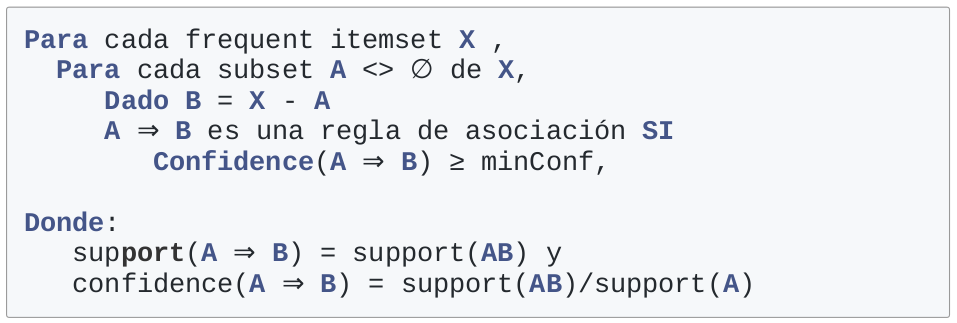 Para cada frequent itemset X ,
Para cada subset A <> ∅ de X,
Dado B = X - A
A ⇒ B es una regla de asociación SI
Confidence(A ⇒ B) ≥ minConf,
Donde:
support(A ⇒ B) = support(AB) y
confidence(A ⇒ B) = support(AB)/support(A)